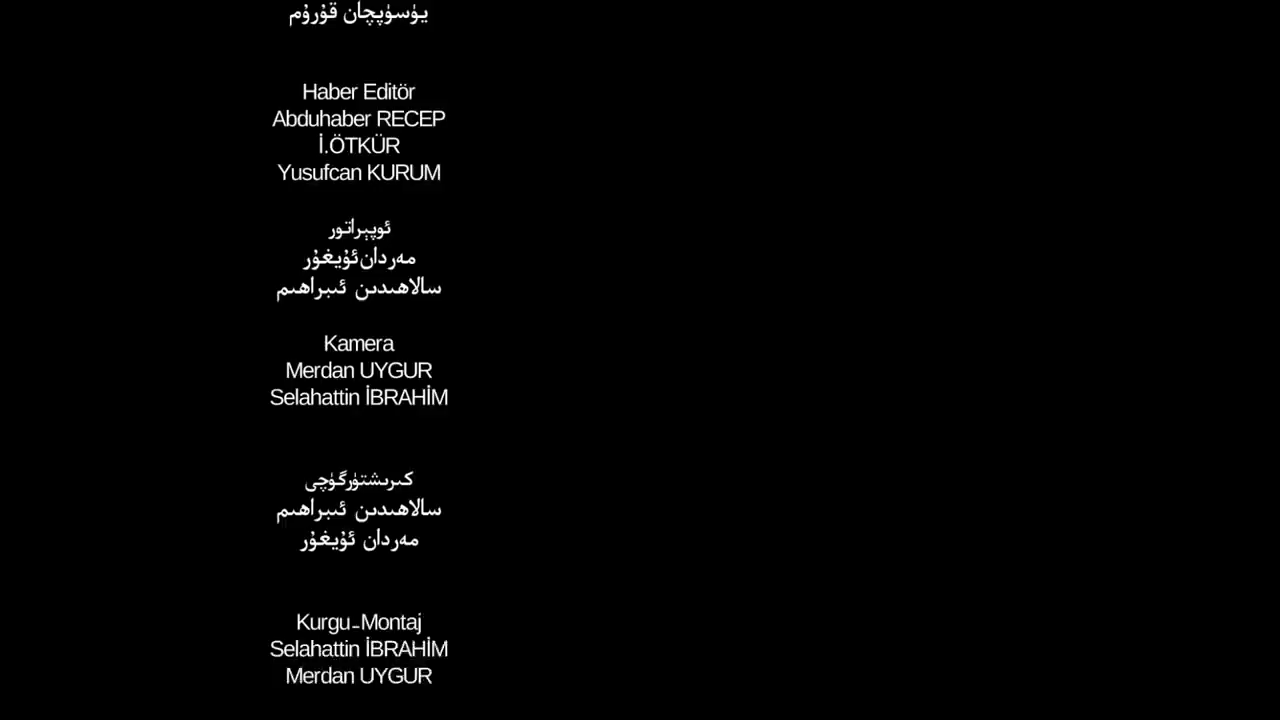 يۈسۈپچان قۇرۇم
Haber Editör
Abduhaber RECEP
İ.ÖTKÜR
Yusufcan KURUM
ئوپېراتور
مەردان ئۇيغۇر
سالاھىدىن ئىبراھىم
Kamera
Merdan UYGUR
Selahattin İBRAHİM
كىرىشتۈرگۈچى
سالاھىدىن ئىبراھىم
مەردان ئۇيغۇر
Kurgu-Montaj
Selahattin İBRAHİM
Merdan UYGUR